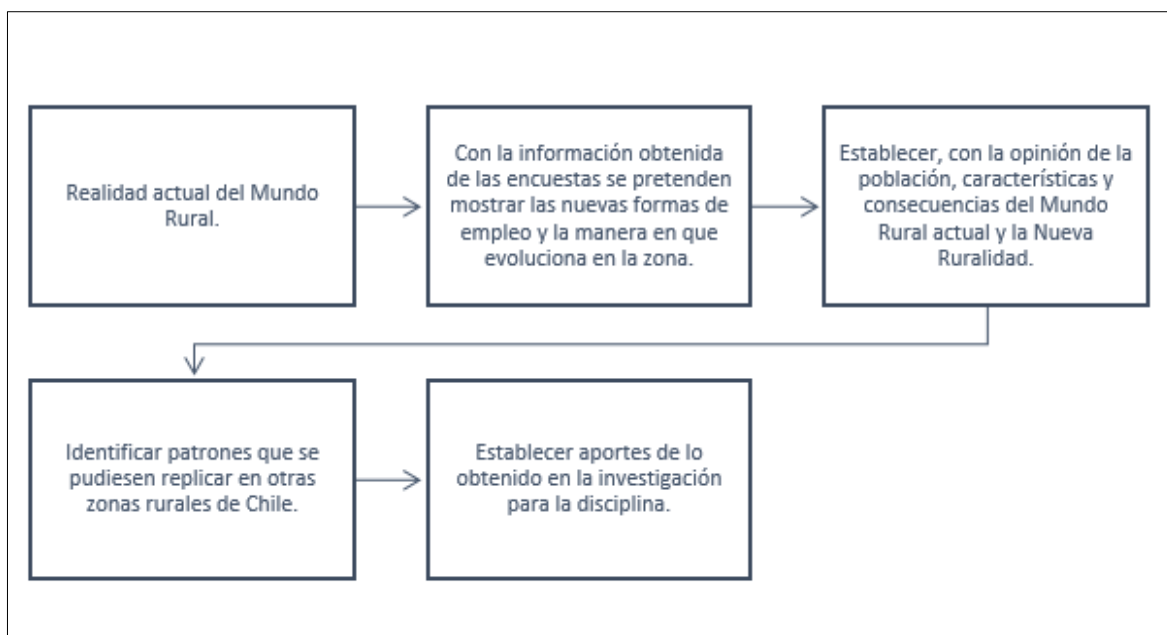 Realidad actual del Mundo
Rural.
Con la información obtenida
de las encuestas se pretenden
mostrar las nuevas formas de
empleo y la manera en que
evoluciona en la zona.
Establecer, con la opinión de la
población, características y
consecuencias del Mundo
Rural actual y la Nueva
Ruralidad.
Identificar patrones que se
pudiesen replicar en otras
zonas rurales de Chile.
Establecer aportes de lo
obtenido en la investigación
para la disciplina.